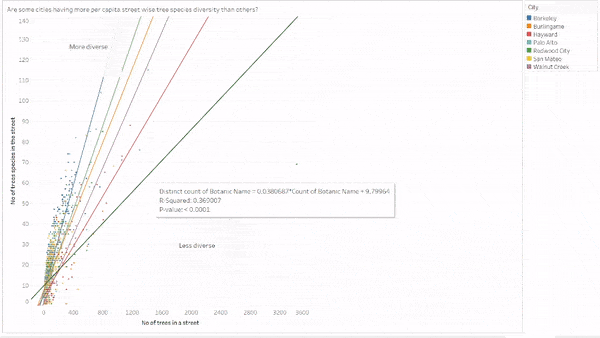 Are some cities having more per capita street wise tree species diversity than others?
City
Berkeley
Burlingame
Hayward
Palo Alto
Redwood City
San Mateo
Walnut Creek
140
130
120
110
100
90
80
70
60
50
40
30
20
10
0
No of trees species in the street
More diverse
Distinct count of Botanic Name = 0.0380687*Count of Botanic Name + 9.79964
R-Squared: 0.369007
P-value: < 0.0001
Less diverse
0 400 800 1200 1600 2000 2400 2800 3200 3600
No of trees in a street